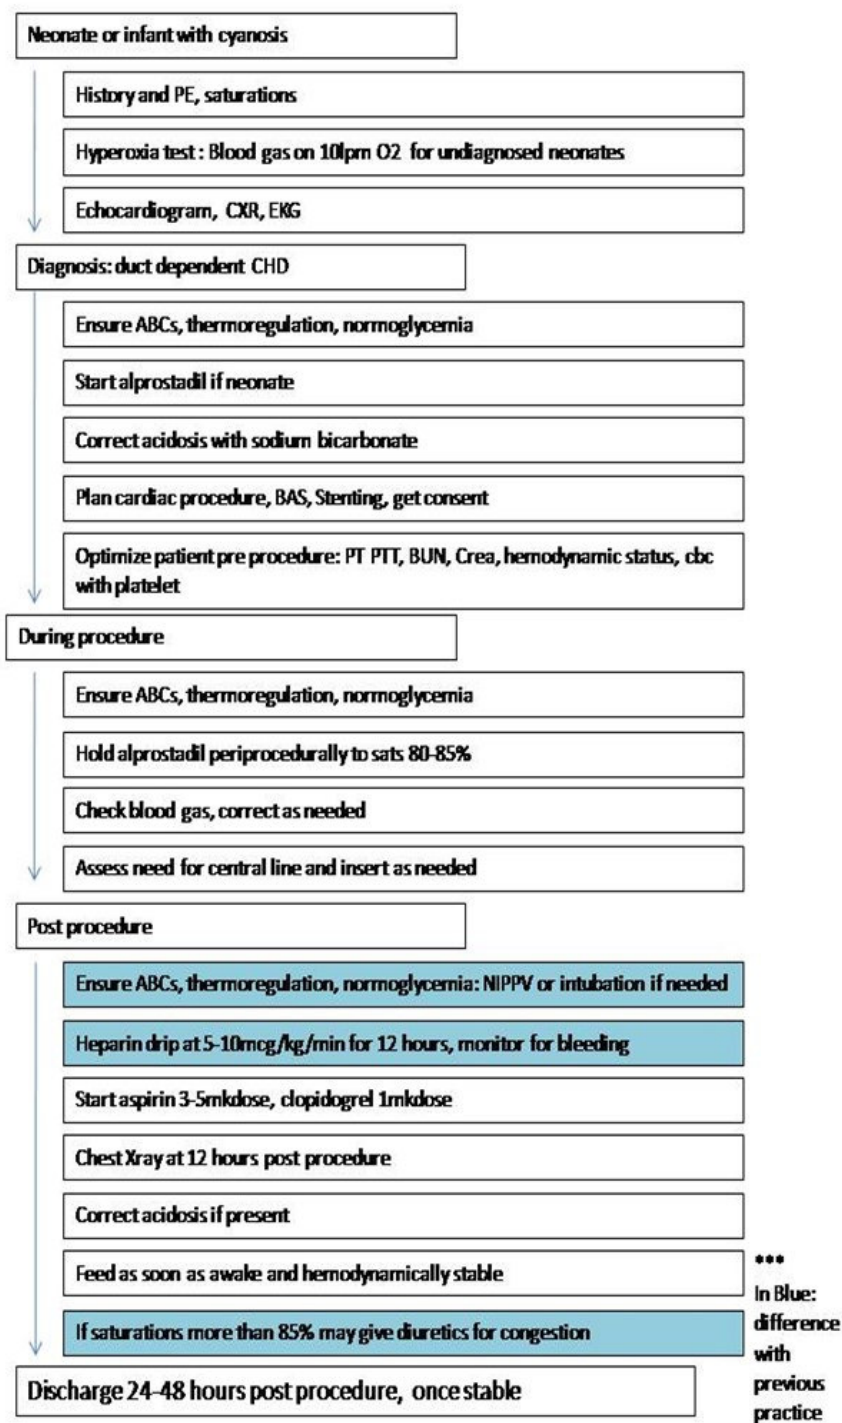 Neonate or infant with cyanosis
History and PE, saturations
Hyperoxia test : Blood gas on 10lpm O2 for undiagnosed neonates
Echocardiogram, CXR, EKG
Diagnosis: duct dependent CHD
Ensure ABCs, thermoregulation, normoglycemia
Start alprostadil if neonate
Correct acidosis with sodium bicarbonate
Plan cardiac procedure, BAS, Stenting, get consent
Optimize patient pre procedure: PT PTT, BUN, Crea, hemodynamic status, cbc
with platelet
During procedure
Ensure ABCs, thermoregulation, normoglycemia
Hold alprostadil periprocedurally to sats 80-85%
Check blood gas, correct as needed
Assess need for central line and insert as needed
Post procedure
Ensure ABCs, thermoregulation, normoglycemia: NIPPV or intubation if needed
Heparin drip at 5-10mcg/kg/min for 12 hours, monitor for bleeding
Start aspirin 3-5mkdose, clopidogrel 1mkdose
Chest Xray at 12 hours post procedure
Correct acidosis if present
Feed as soon as awake and hemodynamically stable
If saturations more than 85% may give diuretics for congestion
Discharge 24-48 hours post procedure, once stable
***
In Blue:
difference
with
previous
practice